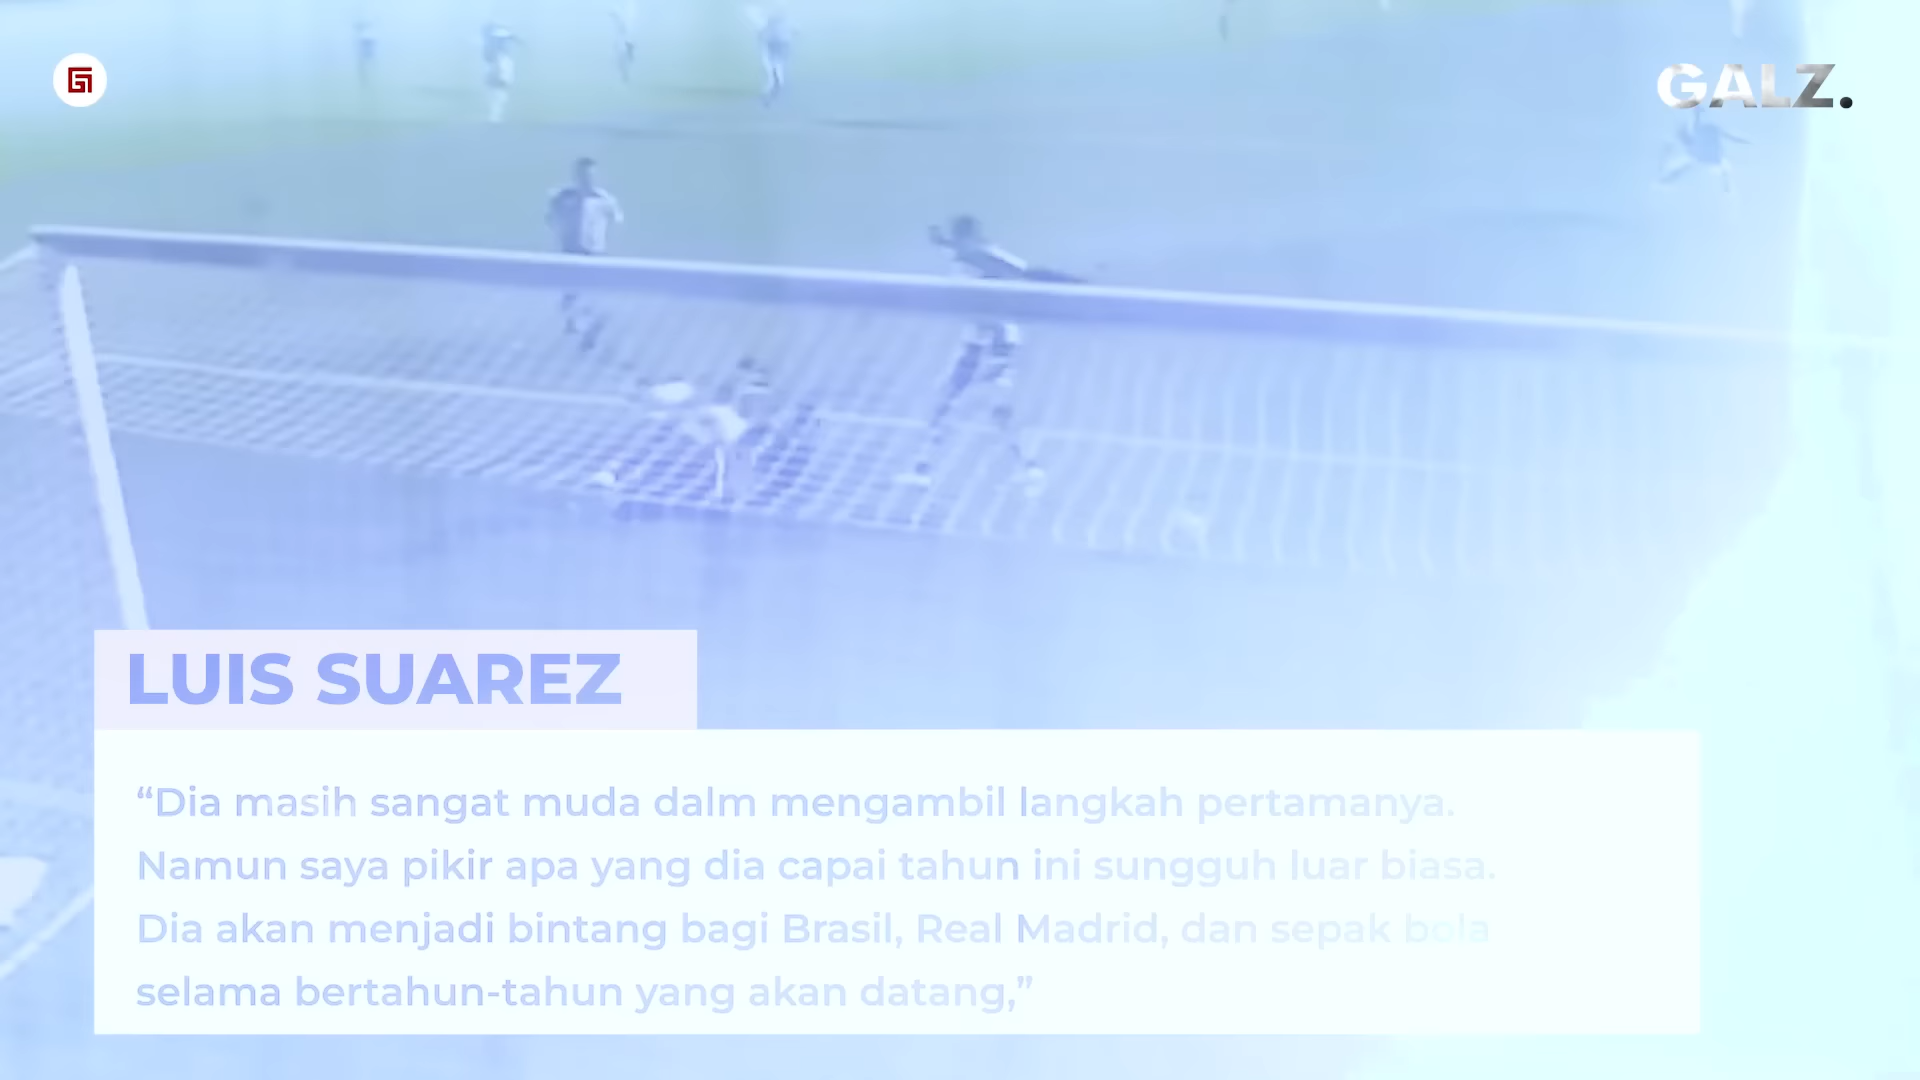 GALZ.
LUIS SUAREZ
“Dia masih sangat muda dalm mengambil langkah pertamanya.
Namun saya pikir apa yang dia capai tahun ini sungguh luar biasa.
Dia akan menjadi bintang bagi Brasil, Real Madrid, dan sepak bola
selama bertahun-tahun yang akan datang,”